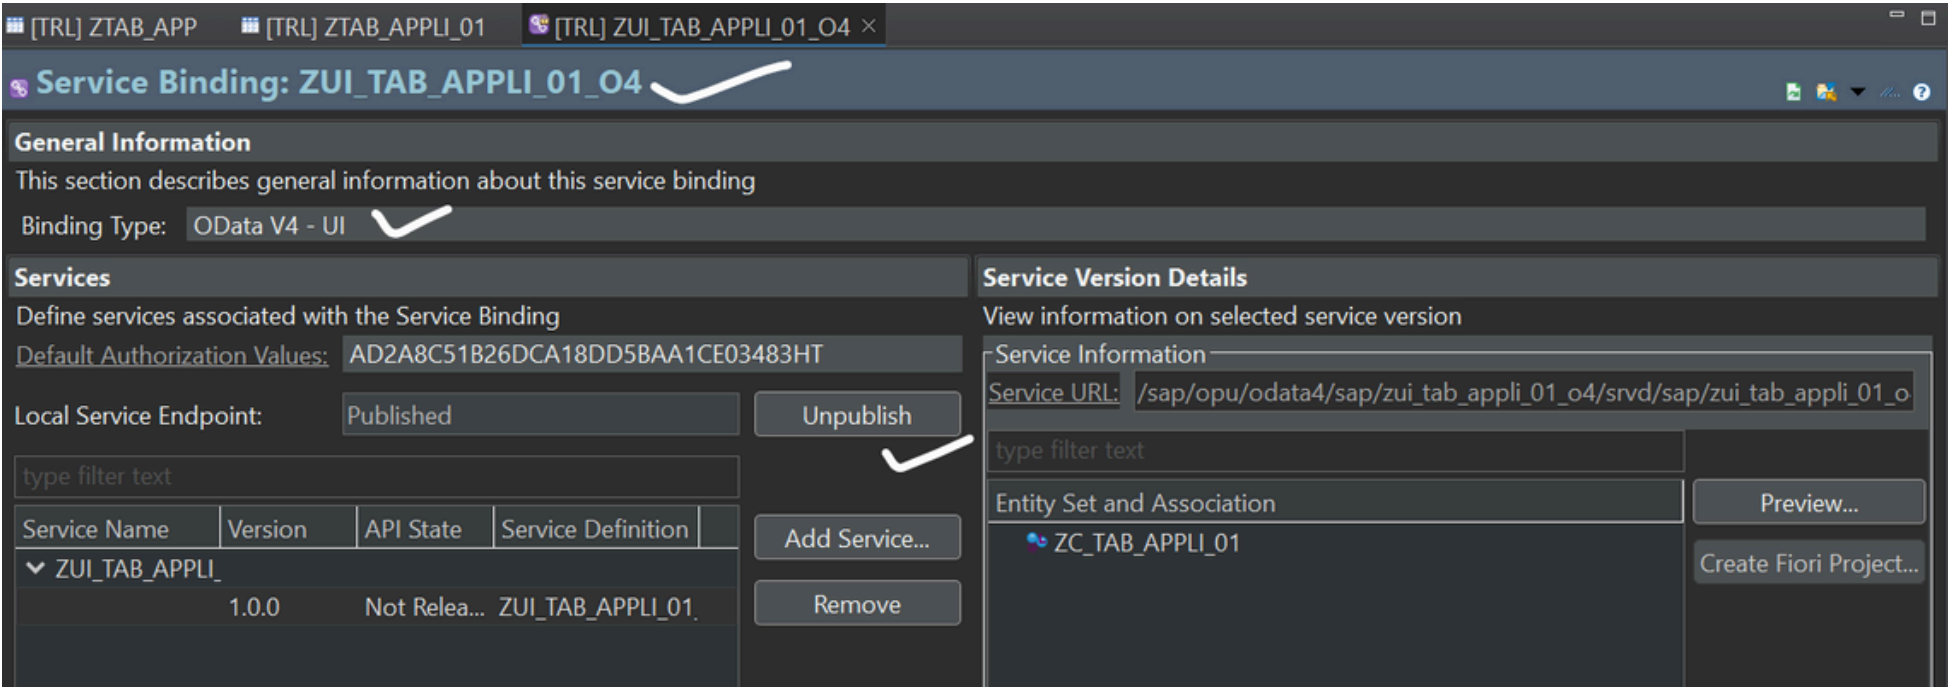 [TRL] ZTAB_APP [TRL] ZTAB_APPLI_01 [TRL] ZUI_TAB_APPLI_01_O4
Service Binding: ZUI_TAB_APPLI_01_O4
General Information
This section describes general information about this service binding
Binding Type: OData V4 - UI
Services
Define services associated with the Service Binding
Default Authorization Values: AD2A8C51B26DCA18DD5BAA1CE03483HT
Local Service Endpoint: Published Unpublish
type filter text
Service Name Version API State Service Definition
Add Service...
ZUI_TAB_APPLI_
1.0.0 Not Relea... ZUI_TAB_APPLI_01_
Remove
Service Version Details
View information on selected service version
Service Information
Service URL: /sap/opu/odata4/sap/zui_tab_appli_01_o4/srvd/sap/zui_tab_appli_01_o
type filter text
Entity Set and Association
Preview...
ZC_TAB_APPLI_01
Create Fiori Project...